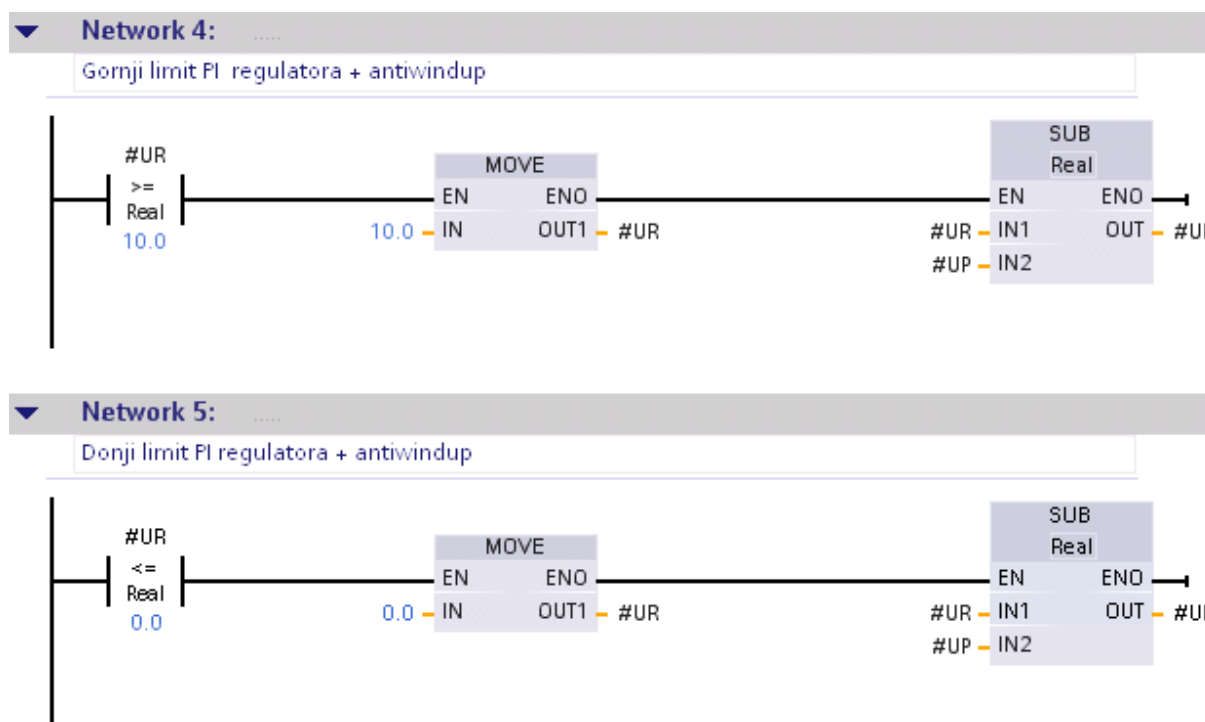 Network 4: .....
Gornji limit PI regulatora + antiwindup
#UR
>=
Real
10.0
MOVE
EN ENO
10.0 IN OUT1 #UR
SUB
Real
EN ENO
#UR IN1 OUT
#UP IN2
Network 5: .....
Donji limit PI regulatora + antiwindup
#UR
<=
Real
0.0
MOVE
EN ENO
0.0 IN OUT1 #UR
SUB
Real
EN ENO
#UR IN1 OUT
#UP IN2